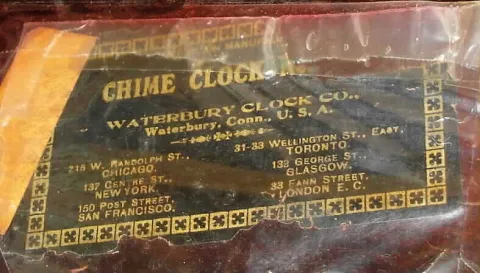 CHIME CLOCK
WATERBURY CLOCK CO.,
Waterbury, Conn., U. S. A.
216 W. RANDOLPH ST.,
CHICAGO.
137 CENTRE ST.,
NEW YORK.
150 POST STREET,
SAN FRANCISCO.
31-33 WELLINGTON ST., EAST,
TORONTO.
132 GEORGE ST.,
GLASGOW.
33 FANN STREET,
LONDON E. C.